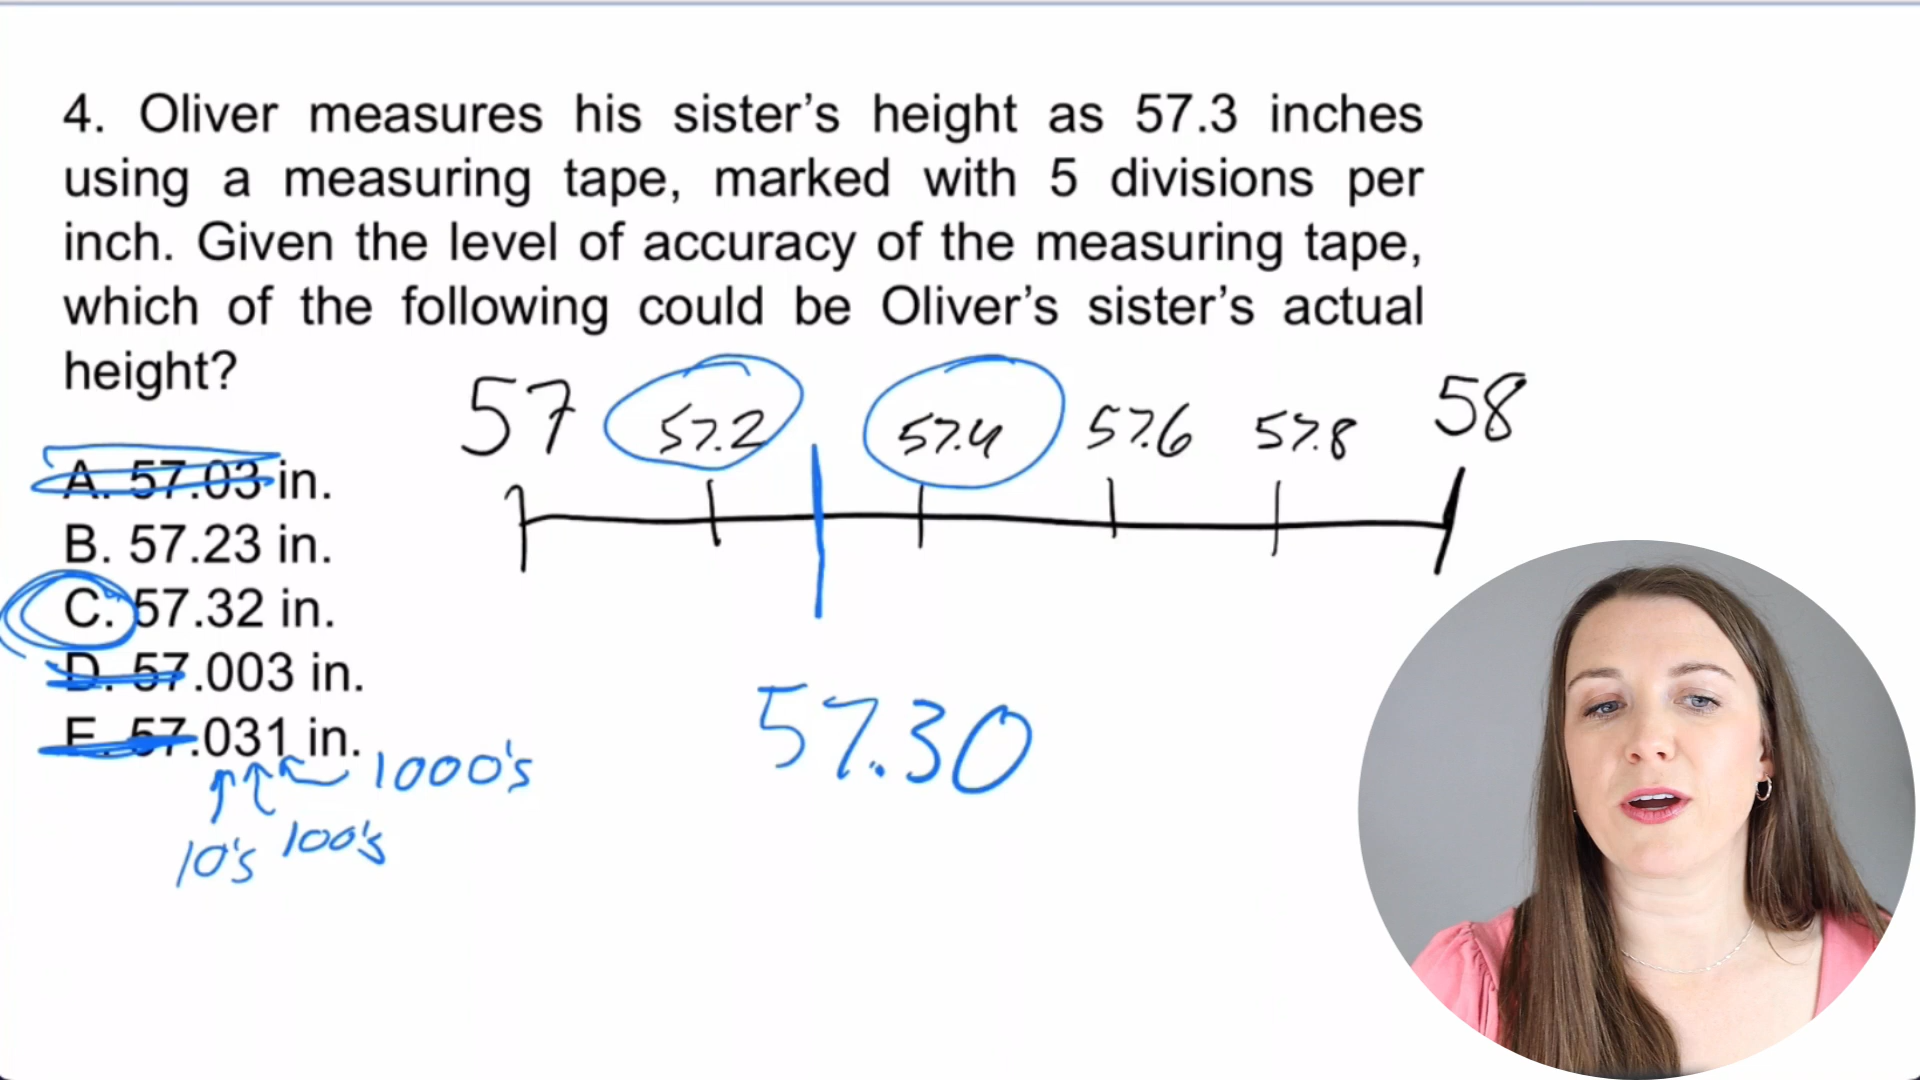 4. Oliver measures his sister's height as 57.3 inches
using a measuring tape, marked with 5 divisions per
inch. Given the level of accuracy of the measuring tape,
which of the following could be Oliver's sister's actual
height?
57 57.2 57.4 57.6 57.8 58
A. 57.03 in.
B. 57.23 in.
C. 57.32 in.
D. 57.003 in.
E. 57.031 in.
57.30
1000's
10's 100's